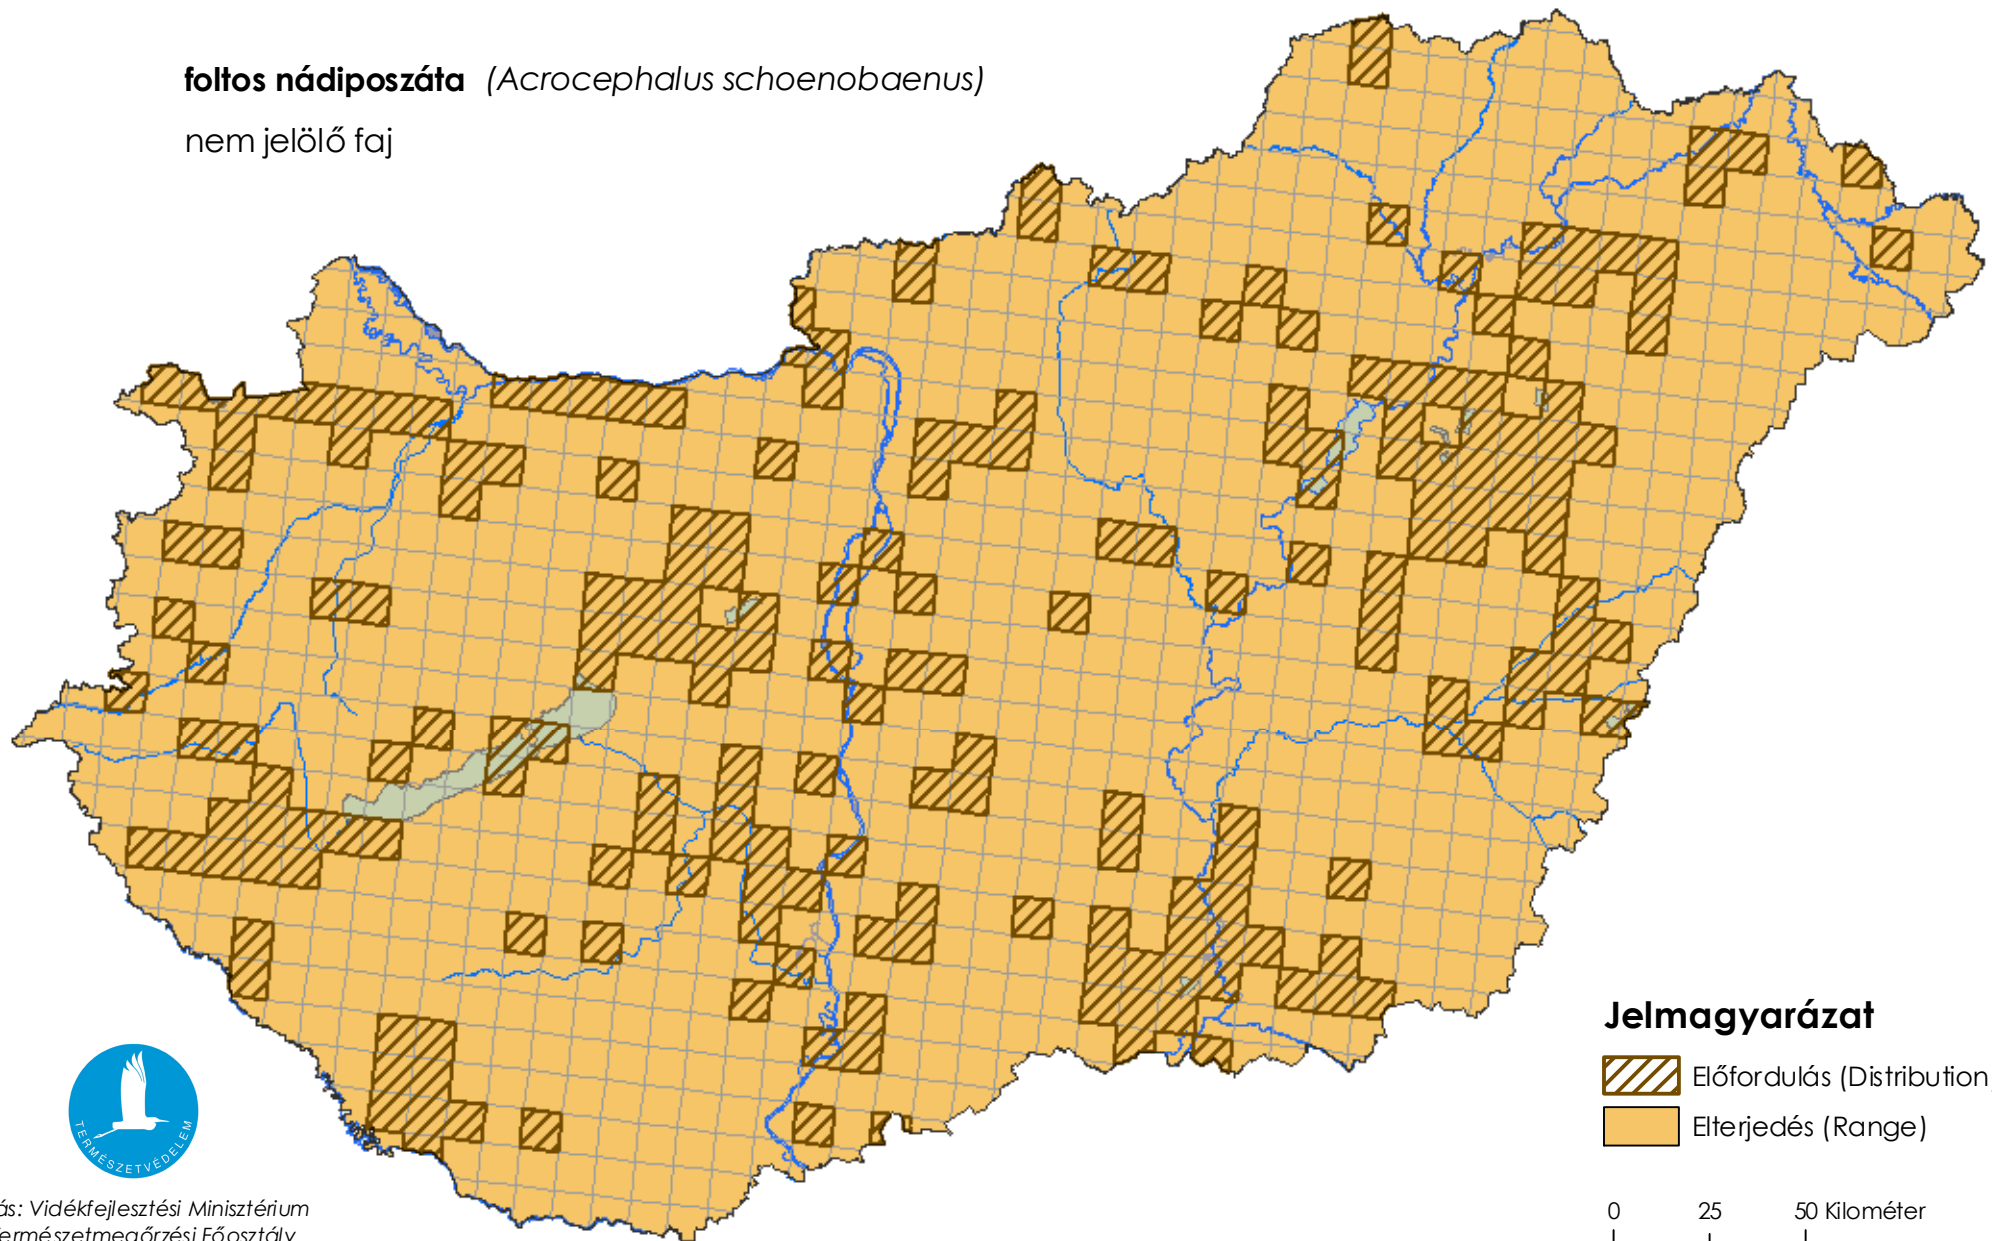 foltos nádiposzáta (Acrocephalus schoenobaenus)
nem jelölő faj
Jelmagyarázat
Előfordulás (Distribution
Elterjedés (Range)
0 25 50 Kilométer
TERMÉSZETVÉDELEM
ás: Vidékfejlesztési Minisztérium
Természetmegőrzési Főosztály